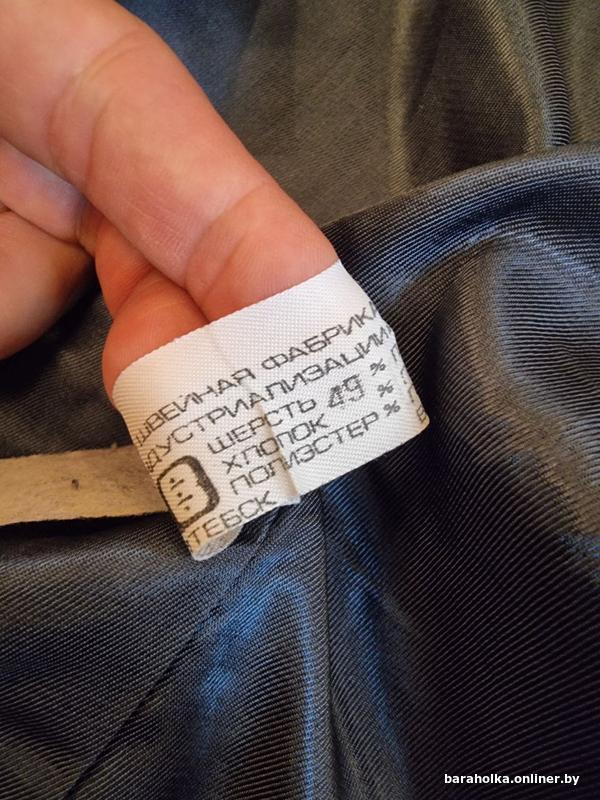 ШВЕЙНАЯ ФАБРИКА
ДУСТРИАЛИЗАЦИИ
ШЕРСТЬ 49 %
ХЛОПОК %
ПОЛИЭСТЕР %
ТЕБСК
baraholka.onliner.by